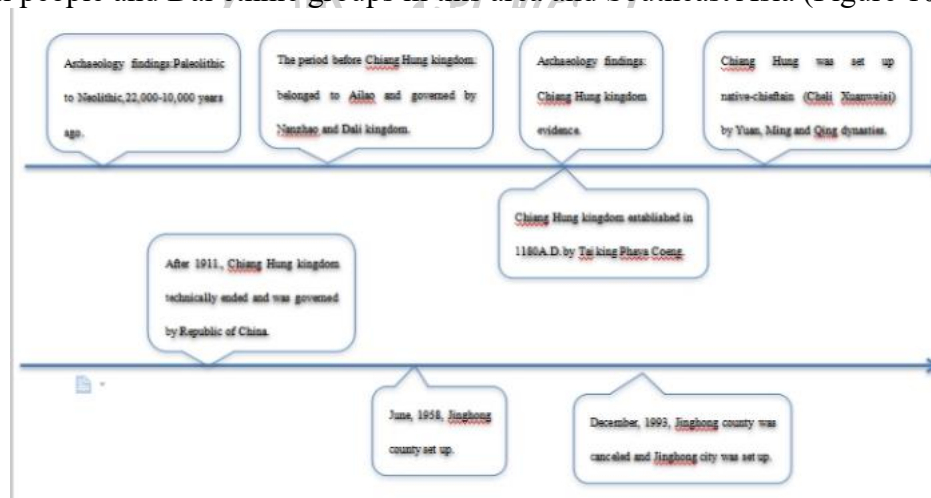 people and Dai ethnic groups in this area and Southeast Asia (Figure
Archaeology findings:Paleolithic
to Neolithic,22,000-10,000 years
ago.
The period before Chiang Hung kingdom:
belonged to Ailao and governed by
Nanzhao and Dali kingdom.
Archaeology findings:
Chiang Hung kingdom
evidence.
Chiang Hung was set up
native-chieftain (Cheli Xuanweisi)
by Yuan, Ming and Qing dynasties.
Chiang Hung kingdom established in
1180A.D. by Tai king Phaya Coeng.
After 1911., Chiang Hung kingdom
technically ended and was governed
by Republic of China.
June, 1958, Jinghong
county set up.
December, 1993, Jinghong county was
canceled and Jinghong city was set up.